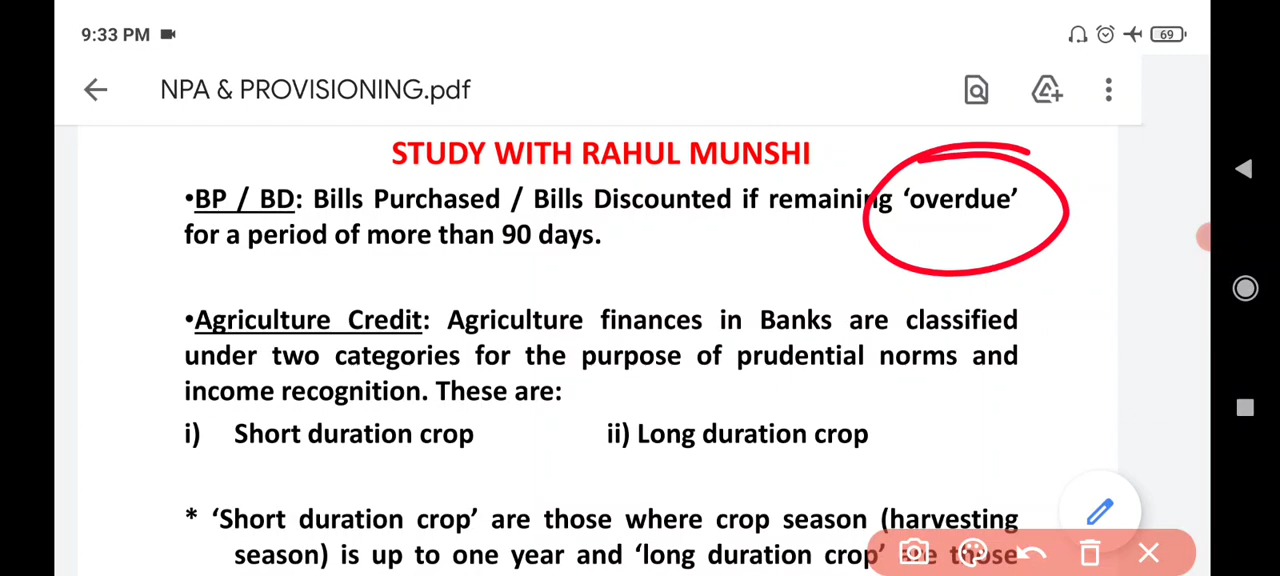 9:33 PM
69
NPA & PROVISIONING.pdf
STUDY WITH RAHUL MUNSHI
•BP / BD: Bills Purchased / Bills Discounted if remaining ‘overdue’
for a period of more than 90 days.
•Agriculture Credit: Agriculture finances in Banks are classified
under two categories for the purpose of prudential norms and
income recognition. These are:
i) Short duration crop ii) Long duration crop
* ‘Short duration crop’ are those where crop season (harvesting
season) is up to one year and ‘long duration crop’ are those